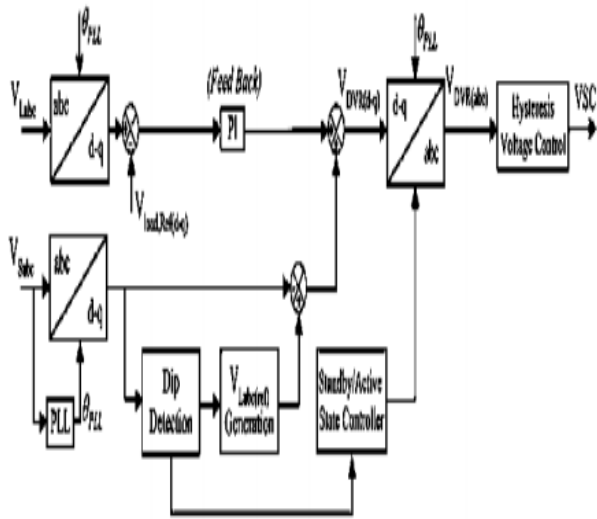 θPLL
VLabc
abc
d-q
(Feed Back)
PI
Vload,Ref(d-q)
VDVR(d-q)
θPLL
d-q
abc
VDVR(abc)
Hysteresis
Voltage Control
VSC
VSabc
abc
d-q
PLL
θPLL
Dip
Detection
VLabc(ref)
Generation
Standby/Active
State Controller